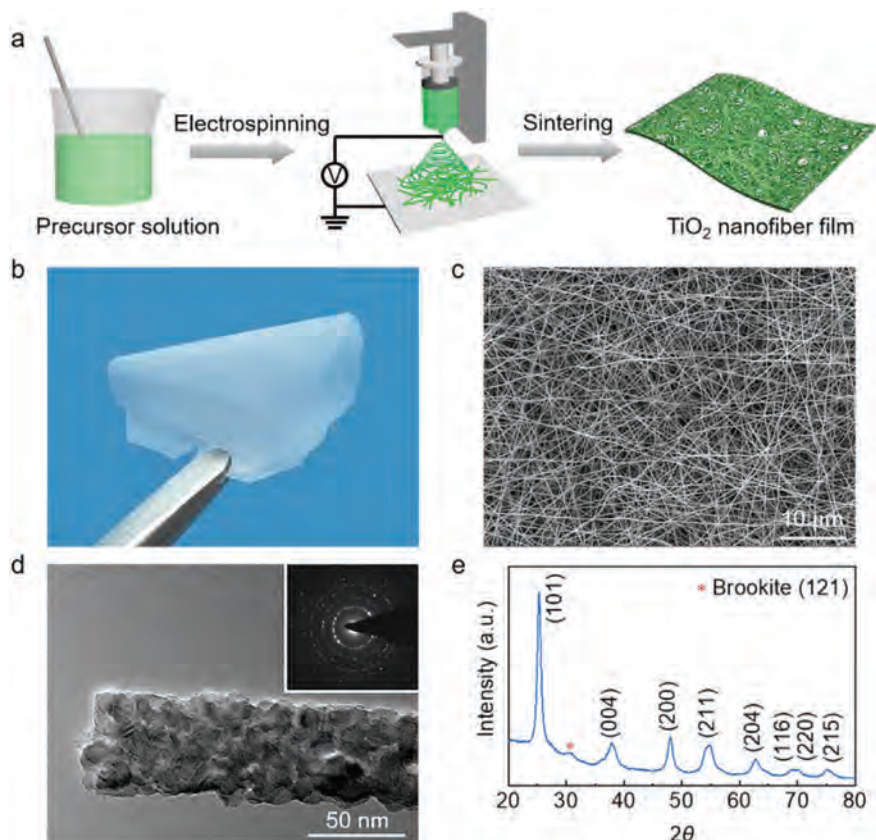 a
Electrospinning
Sintering
V
Precursor solution
TiO₂ nanofiber film
b
c
10 μm
d
50 nm
e
* Brookite (121)
Intensity (a.u.)
(101)
(004)
(200)
(211)
(204)
(116)
(220)
(215)
20 30 40 50 60 70 80
2θ